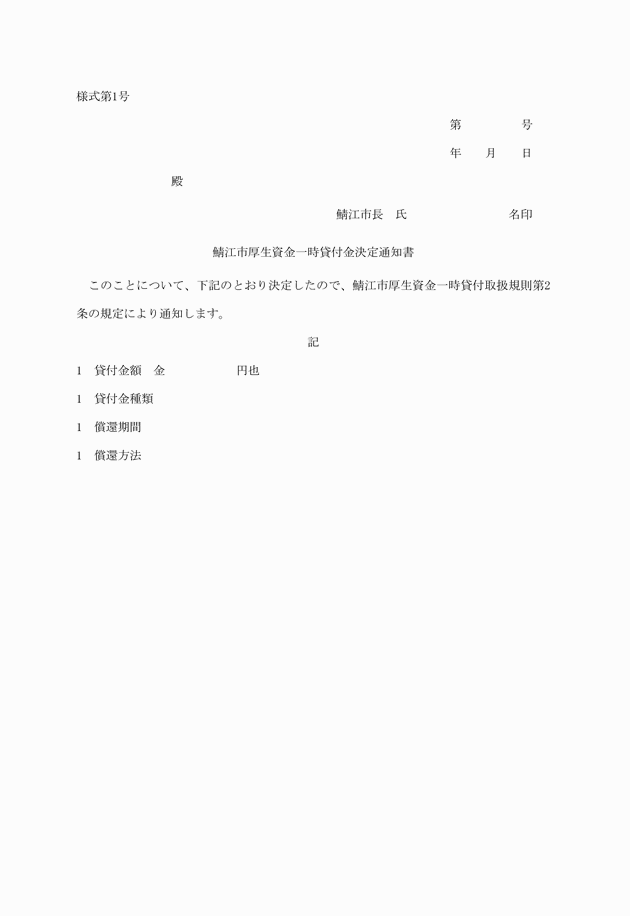 様式第1号
第　　　　　号
年　　月　　日
殿
鯖江市長　氏　　　　　　　　名印
鯖江市厚生資金一時貸付金決定通知書
　このことについて、下記のとおり決定したので、鯖江市厚生資金一時貸付取扱規則第2
条の規定により通知します。
記
1　貸付金額　金　　　　　　円也
1　貸付金種類
1　償還期間
1　償還方法